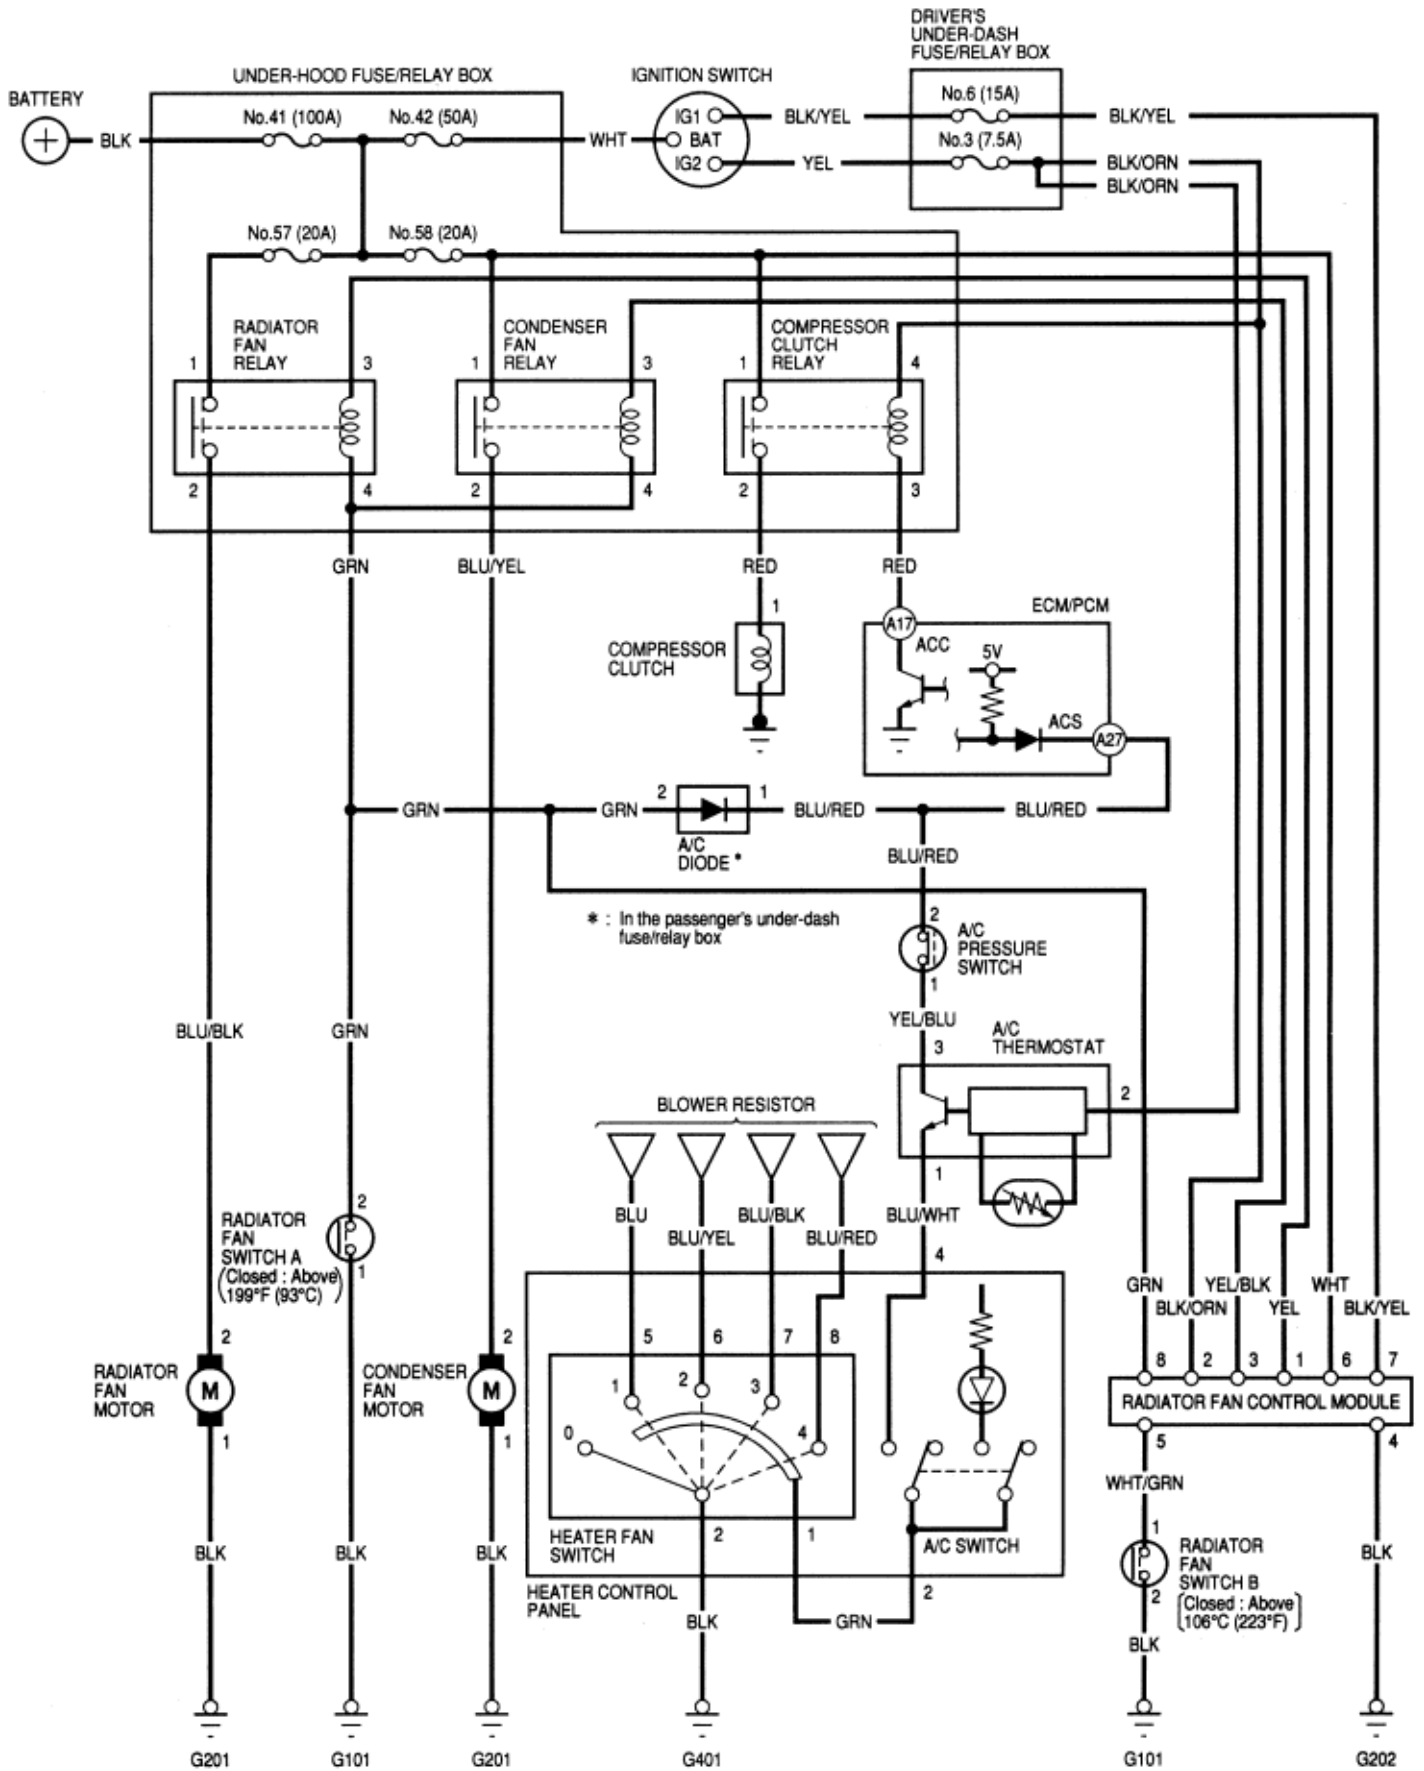 DRIVER'S
UNDER-DASH
FUSE/RELAY BOX
UNDER-HOOD FUSE/RELAY BOX
IGNITION SWITCH
BATTERY
No.41 (100A)
No.42 (50A)
No.6 (15A)
+
BLK
WHT
IG1
BAT
IG2
BLK/YEL
BLK/YEL
No.3 (7.5A)
YEL
BLK/ORN
BLK/ORN
No.57 (20A)
No.58 (20A)
RADIATOR
FAN
RELAY
CONDENSER
FAN
RELAY
COMPRESSOR
CLUTCH
RELAY
1
3
1
3
1
4
2
4
2
4
2
3
GRN
BLU/YEL
RED
RED
ECM/PCM
1
A17
ACC
COMPRESSOR
CLUTCH
5V
ACS
A27
GRN
GRN
2
1
BLU/RED
BLU/RED
A/C
DIODE *
BLU/RED
* : In the passenger's under-dash
fuse/relay box
2
A/C
PRESSURE
SWITCH
1
BLU/BLK
GRN
YEL/BLU
A/C
THERMOSTAT
3
2
BLOWER RESISTOR
1
BLU
BLU/YEL
BLU/BLK
BLU/RED
BLU/WHT
4
2
RADIATOR
FAN
SWITCH A
(Closed : Above)
199°F (93°C)
1
GRN
BLK/ORN
YEL/BLK
YEL
WHT
BLK/YEL
5
6
7
8
2
RADIATOR
FAN
MOTOR
M
1
CONDENSER
FAN
MOTOR
2
M
1
0
1
2
3
4
8
2
3
1
6
7
RADIATOR FAN CONTROL MODULE
5
4
WHT/GRN
HEATER FAN
SWITCH
2
1
A/C SWITCH
HEATER CONTROL
PANEL
2
1
RADIATOR
FAN
SWITCH B
[Closed : Above]
106°C (223°F)
2
BLK
BLK
BLK
BLK
GRN
BLK
BLK
G201
G101
G201
G401
G101
G202